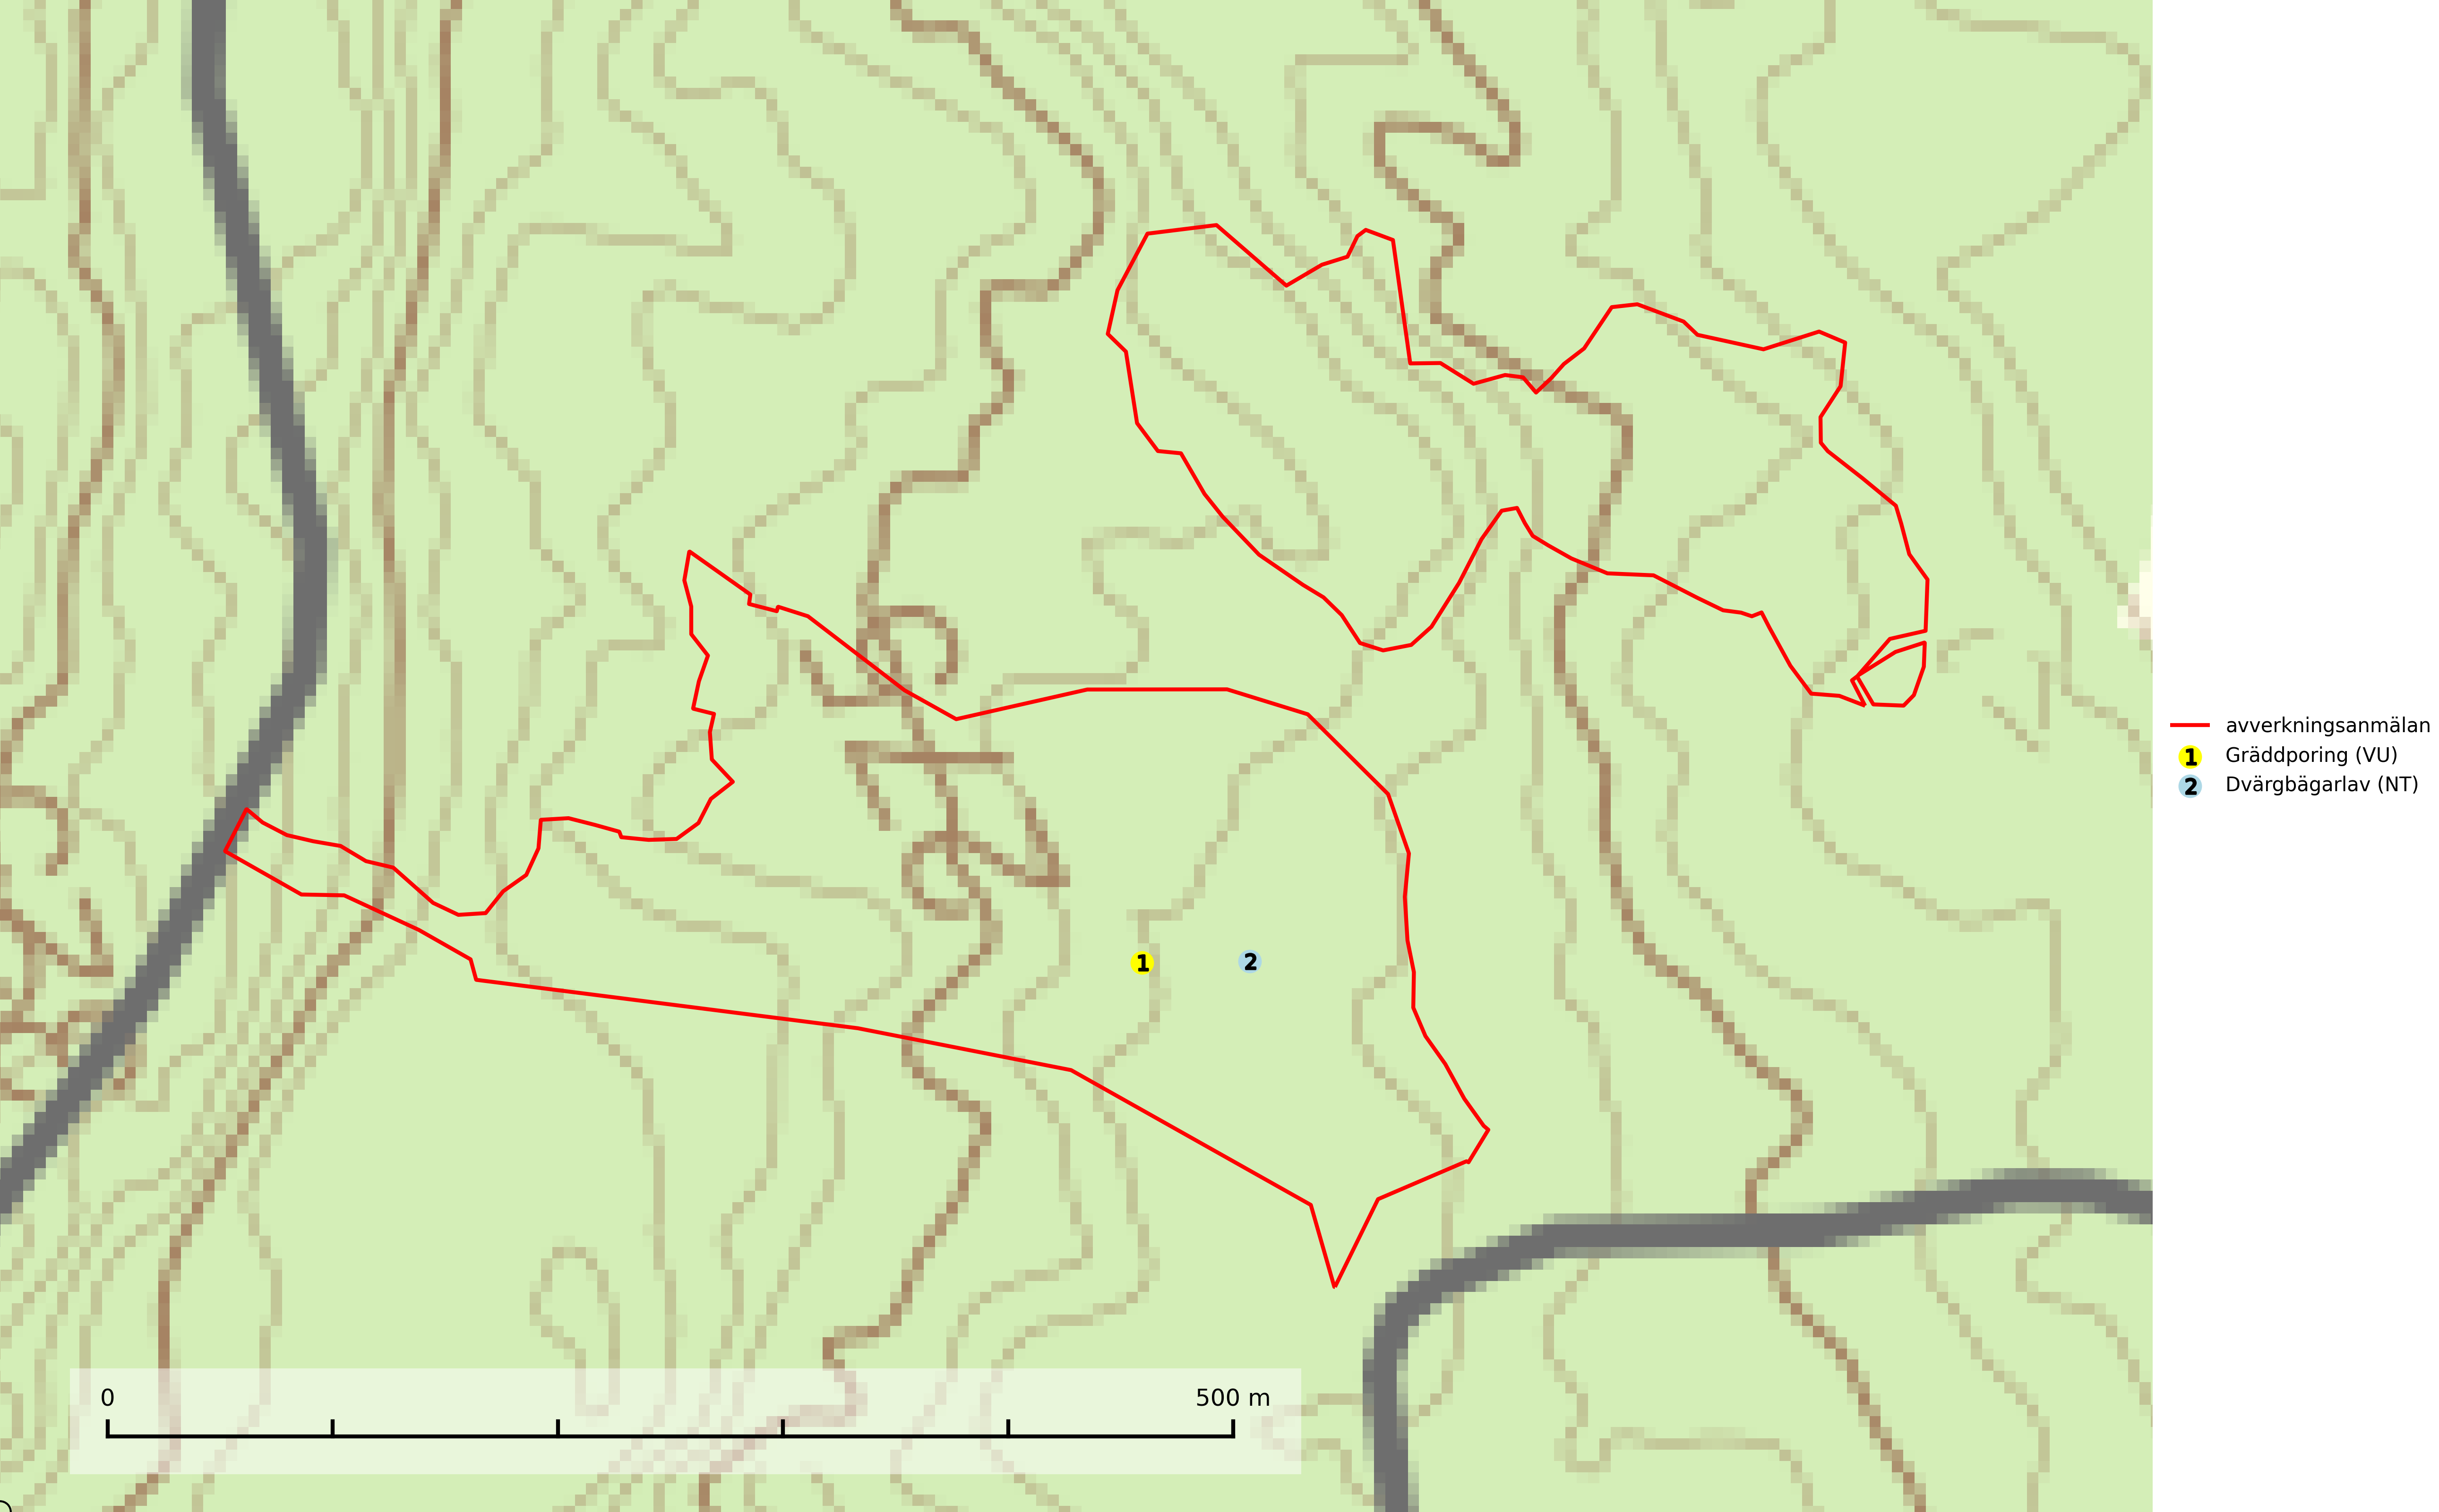 1
2
avverkningsanmälan
1 Gräddporing (VU)
2 Dvärgbägarlav (NT)
0 500 m